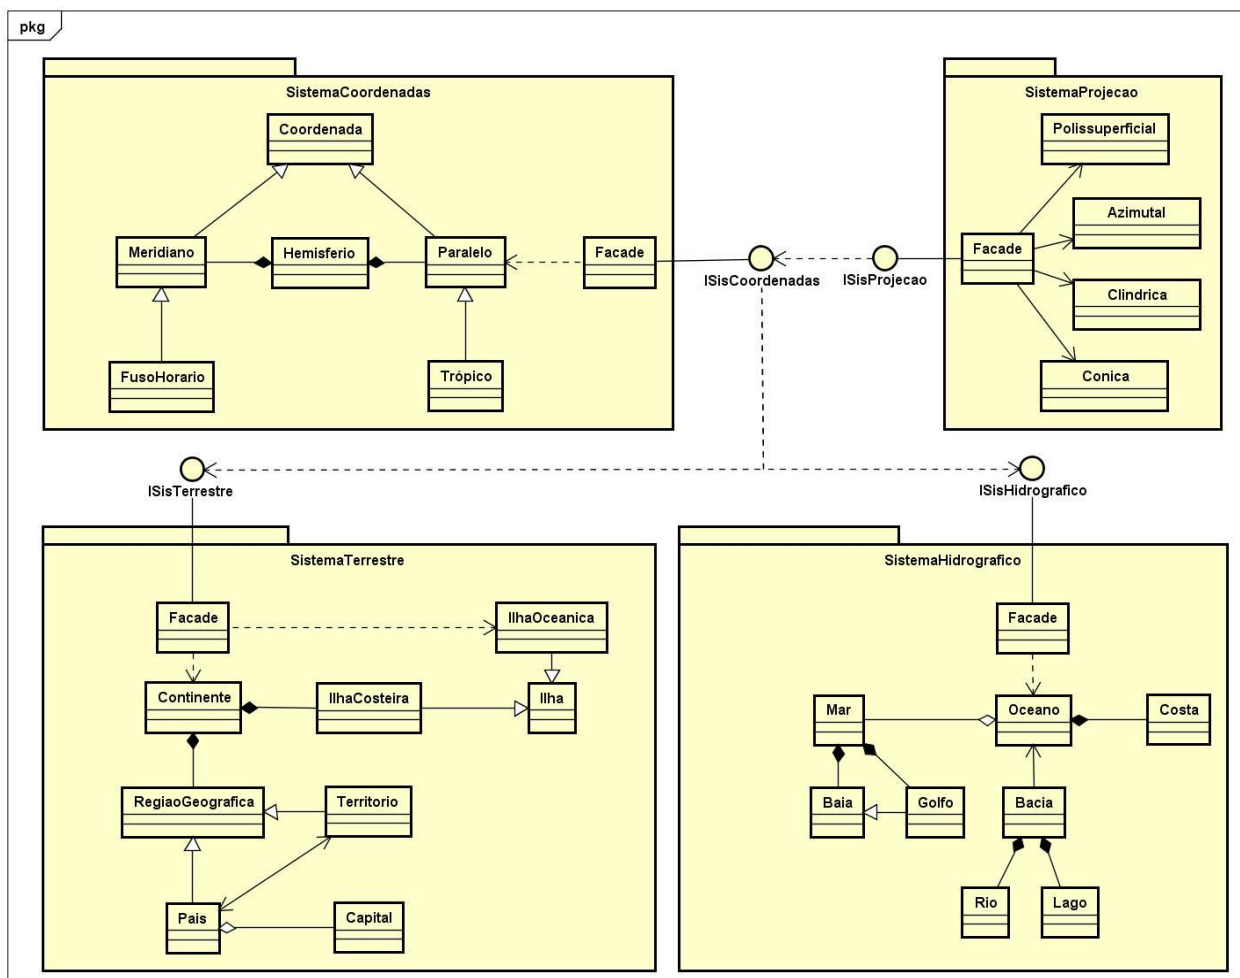 pkg
SistemaCoordenadas
Coordenada
Meridiano
Hemisferio
Paralelo
Facade
FusoHorario
Trópico
ISisCoordenadas
ISisProjecao
SistemaProjecao
Polissuperficial
Azimutal
Facade
Clindrica
Conica
ISisTerrestre
ISisHidrografico
SistemaTerrestre
Facade
IlhaOceanica
Continente
IlhaCosteira
Ilha
RegiaoGeografica
Territorio
Pais
Capital
SistemaHidrografico
Facade
Mar
Oceano
Costa
Baia
Golfo
Bacia
Rio
Lago